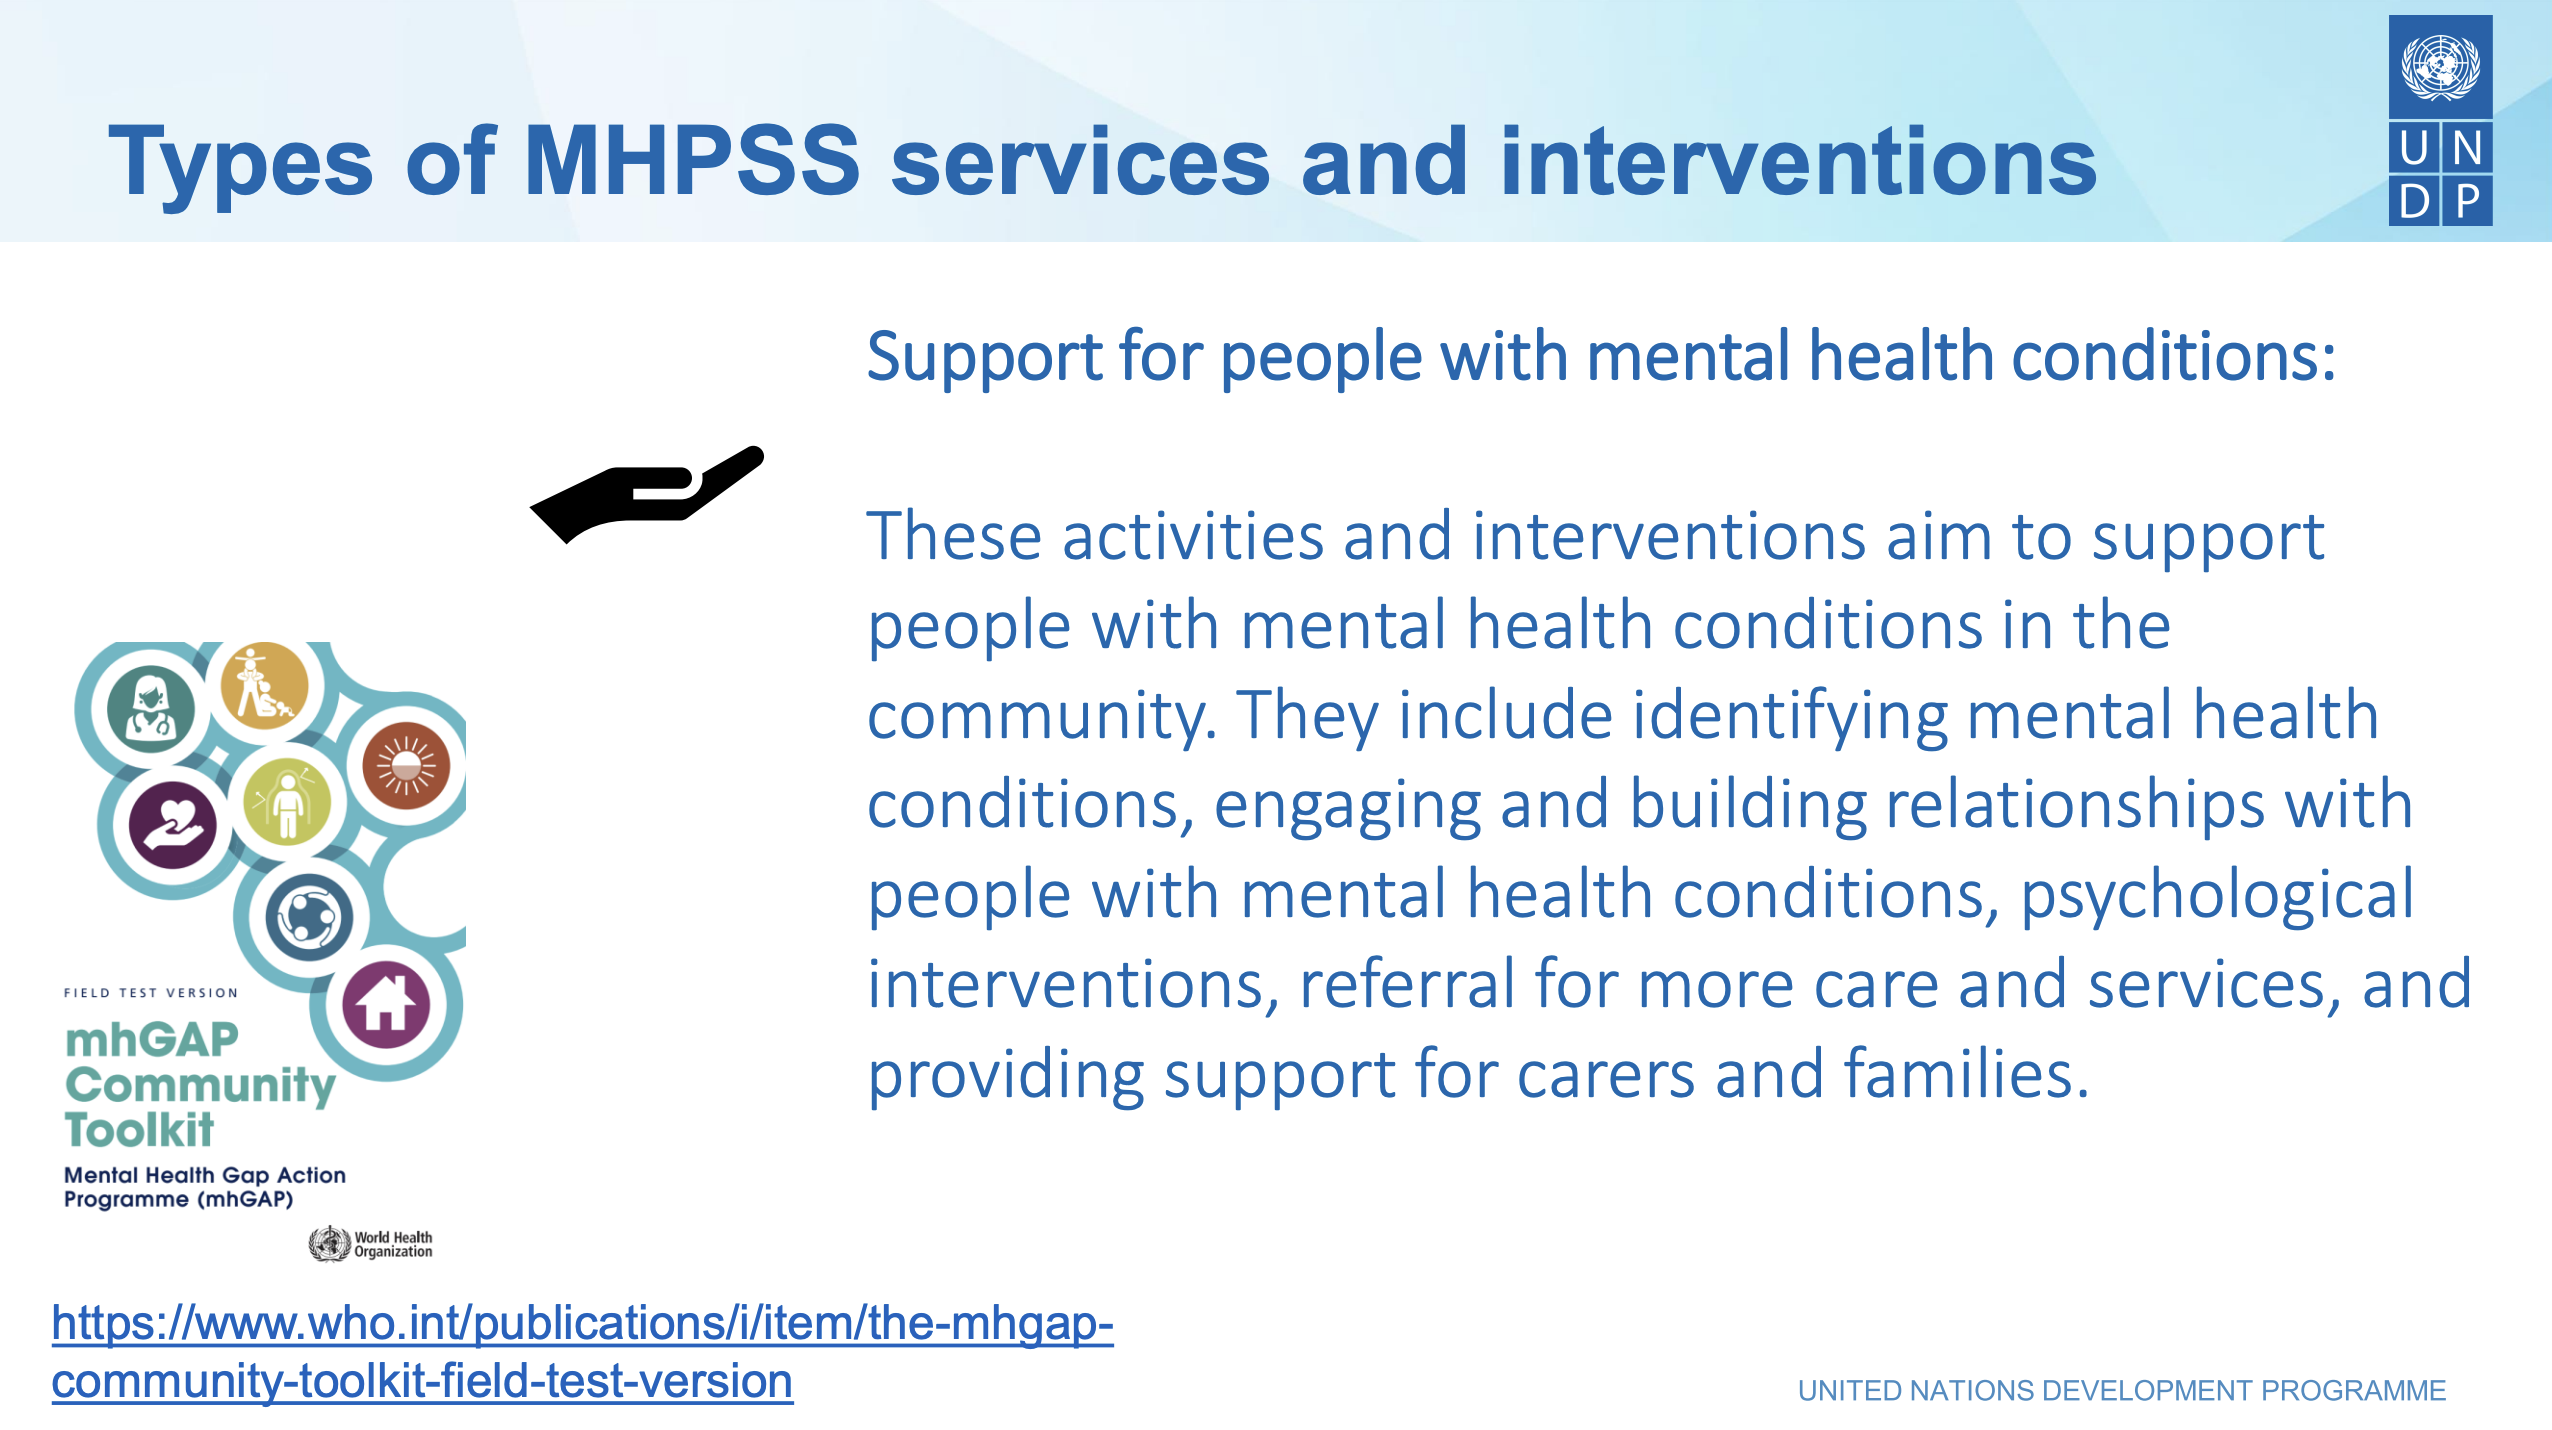 Types of MHPSS services and interventions
UN
DP
Support for people with mental health conditions:
These activities and interventions aim to support
people with mental health conditions in the
community. They include identifying mental health
conditions, engaging and building relationships with
people with mental health conditions, psychological
interventions, referral for more care and services, and
providing support for carers and families.
FIELD TEST VERSION
mhGAP
Community
Toolkit
Mental Health Gap Action
Programme (mhGAP)
World Health
Organization
https://www.who.int/publications/i/item/the-mhgap-
community-toolkit-field-test-version
UNITED NATIONS DEVELOPMENT PROGRAMME